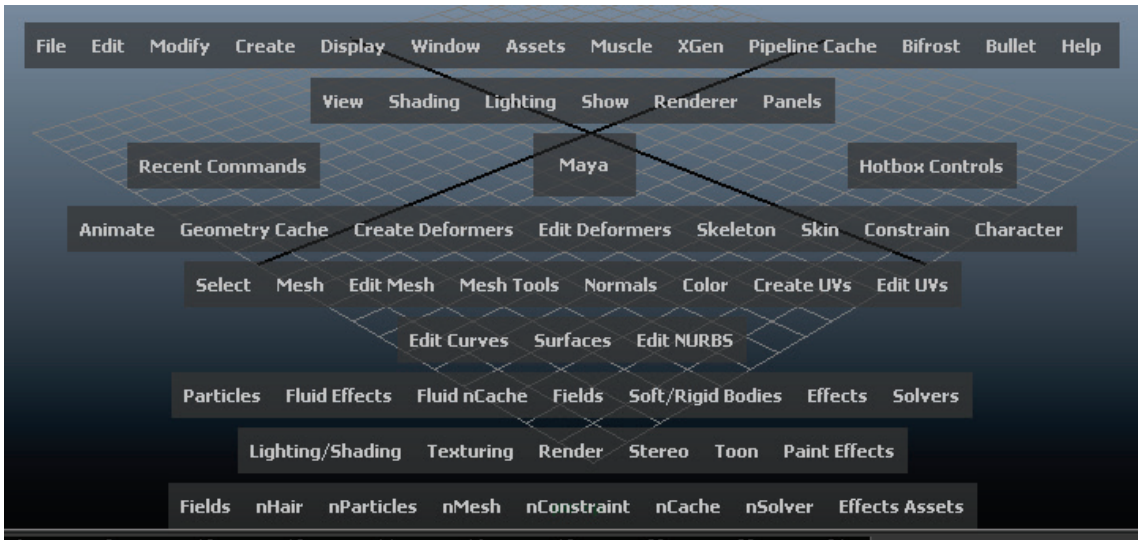 File Edit Modify Create Display Window Assets Muscle XGen Pipeline Cache Bifrost Bullet Help
View Shading Lighting Show Renderer Panels
Recent Commands Maya Hotbox Controls
Animate Geometry Cache Create Deformers Edit Deformers Skeleton Skin Constrain Character
Select Mesh Edit Mesh Mesh Tools Normals Color Create UVs Edit UVs
Edit Curves Surfaces Edit NURBS
Particles Fluid Effects Fluid nCache Fields Soft/Rigid Bodies Effects Solvers
Lighting/Shading Texturing Render Stereo Toon Paint Effects
Fields nHair nParticles nMesh nConstraint nCache nSolver Effects Assets